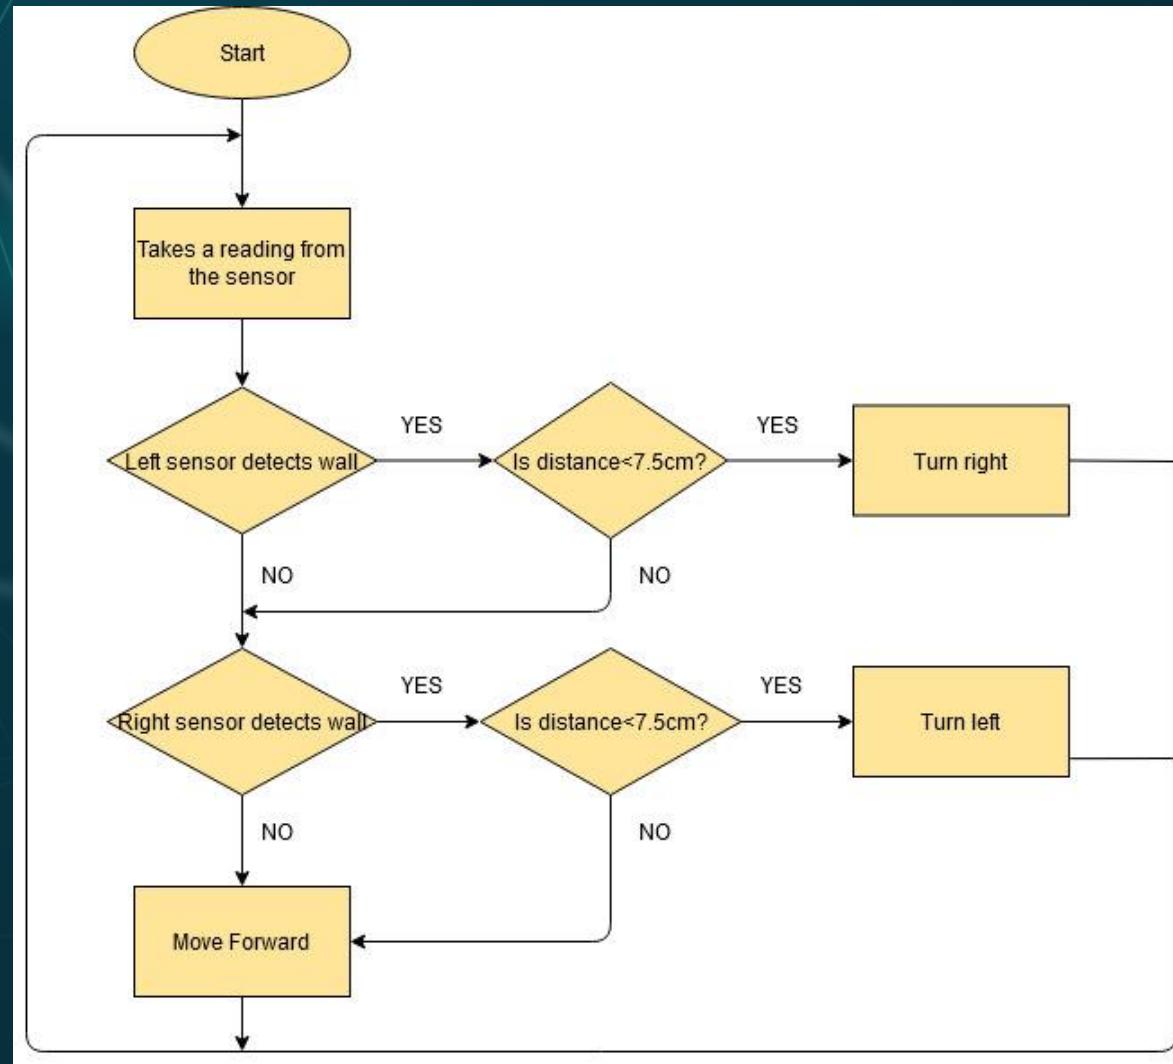 Start
Takes a reading from
the sensor
YES
YES
Left sensor detects wall
Is distance<7.5cm?
Turn right
NO
NO
YES
YES
Right sensor detects wall
Is distance<7.5cm?
Turn left
NO
NO
Move Forward